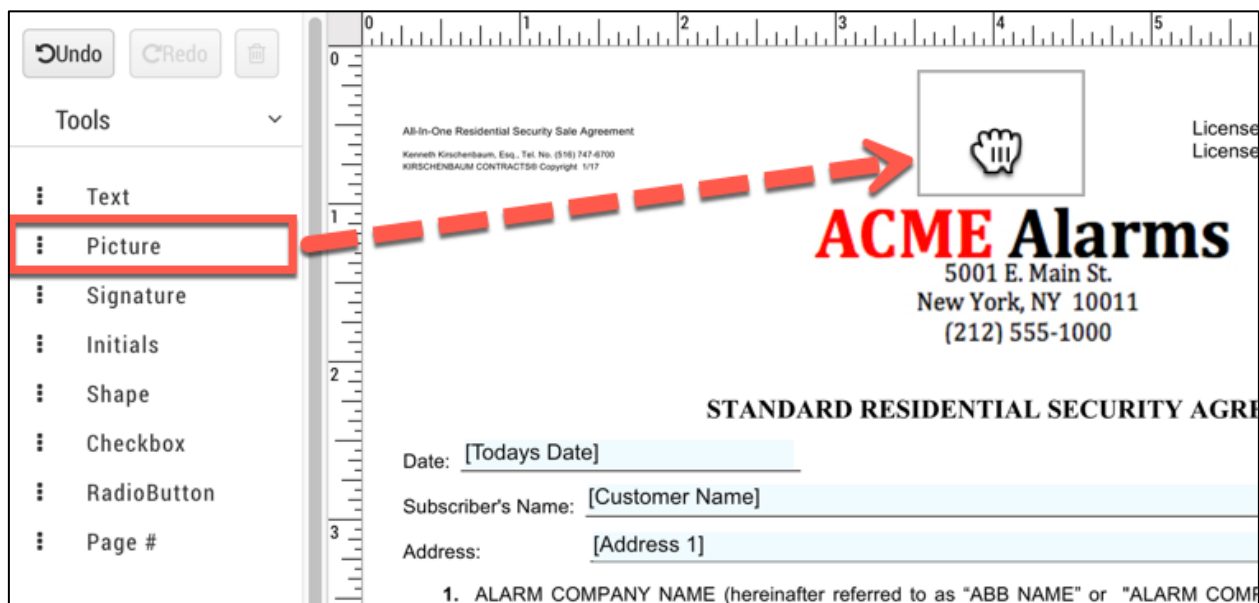 Undo Redo
Tools
Text
Picture
Signature
Initials
Shape
Checkbox
RadioButton
Page #
0 1 2 3 4 5
0
1
2
3
All-In-One Residential Security Sale Agreement
Kenneth Kirschenbaum, Esq., Tel. No. (516) 747-6700
KIRSCHENBAUM CONTRACTS® Copyright 1/17
License
License
ACME Alarms
5001 E. Main St.
New York, NY 10011
(212) 555-1000
STANDARD RESIDENTIAL SECURITY AGRE
Date: [Todays Date]
Subscriber's Name: [Customer Name]
Address: [Address 1]
1. ALARM COMPANY NAME (hereinafter referred to as “ABB NAME” or "ALARM COM